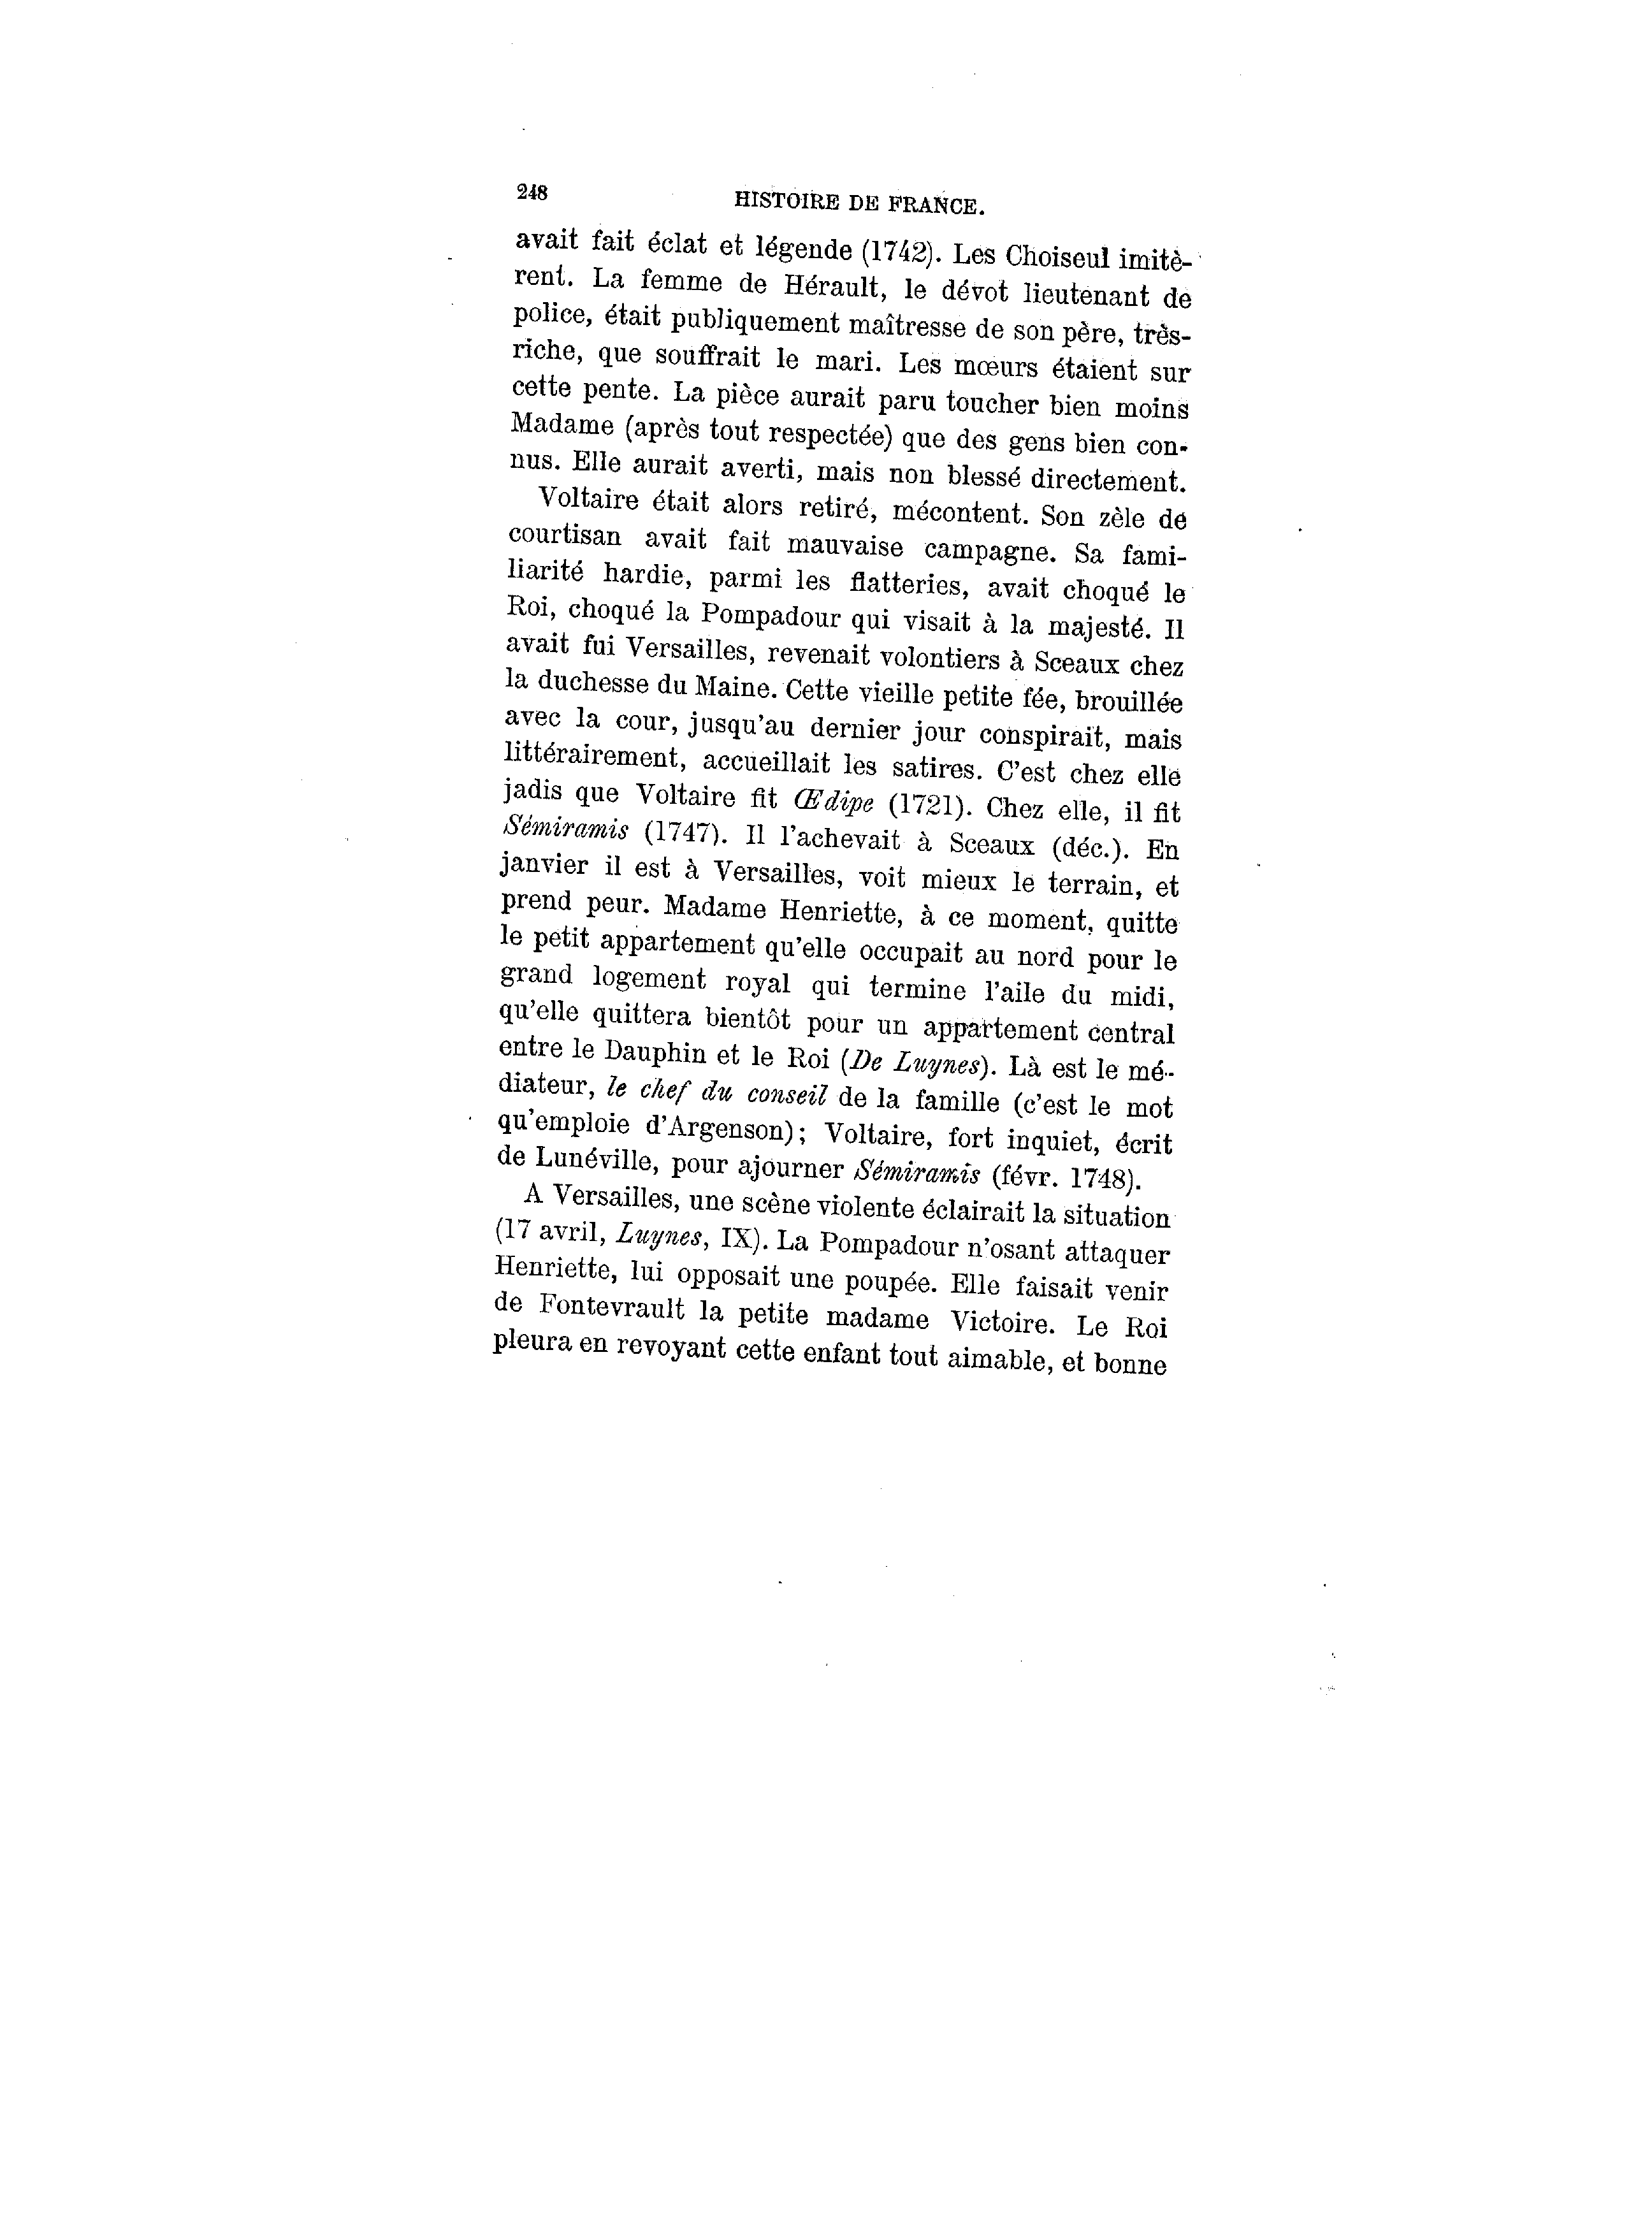 248
HISTOIRE DE FRANCE.
avait fait éclat et légende (1742). Les Choiseul imitè-
rent. La femme de Hérault, le dévot lieutenant de
police, était publiquement maîtresse de son père, très-
riche, que souffrait le mari. Les mœurs étaient sur
cette pente. La pièce aurait paru toucher bien moins
Madame (après tout respectée) que des gens bien con-
nus. Elle aurait averti, mais non blessé directement.
Voltaire était alors retiré, mécontent. Son zèle de
courtisan avait fait mauvaise campagne. Sa fami-
liarité hardie, parmi les flatteries, avait choqué le
Roi, choqué la Pompadour qui visait à la majesté. Il
avait fui Versailles, revenait volontiers à Sceaux chez
la duchesse du Maine. Cette vieille petite fée, brouillée
avec la cour, jusqu'au dernier jour conspirait, mais
littérairement, accueillait les satires. C'est chez elle
jadis que Voltaire fit Œdipe (1721). Chez elle, il fit
Sémiramis (1747). Il l'achevait à Sceaux (déc.). En
janvier il est à Versailles, voit mieux le terrain, et
prend peur. Madame Henriette, à ce moment, quitte
le petit appartement qu'elle occupait au nord pour le
grand logement royal qui termine l'aile du midi,
qu'elle quittera bientôt pour un appartement central
entre le Dauphin et le Roi (De Luynes). Là est le mé-
diateur, le chef du conseil de la famille (c'est le mot
qu'emploie d'Argenson); Voltaire, fort inquiet, écrit
de Lunéville, pour ajourner Sémiramis (févr. 1748).
A Versailles, une scène violente éclairait la situation
(17 avril, Luynes, IX). La Pompadour n'osant attaquer
Henriette, lui opposait une poupée. Elle faisait venir
de Fontevrault la petite madame Victoire. Le Roi
pleura en revoyant cette enfant tout aimable, et bonne